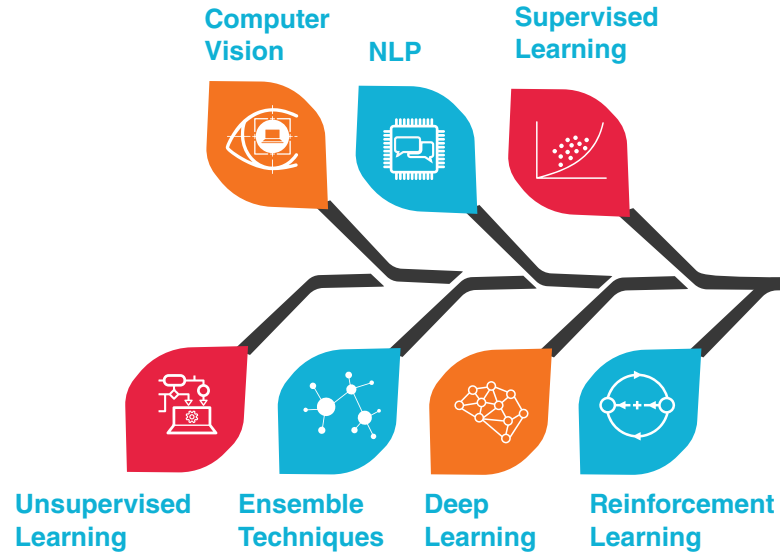 Computer
Vision
NLP
Supervised
Learning
Unsupervised
Learning
Ensemble
Techniques
Deep
Learning
Reinforcement
Learning